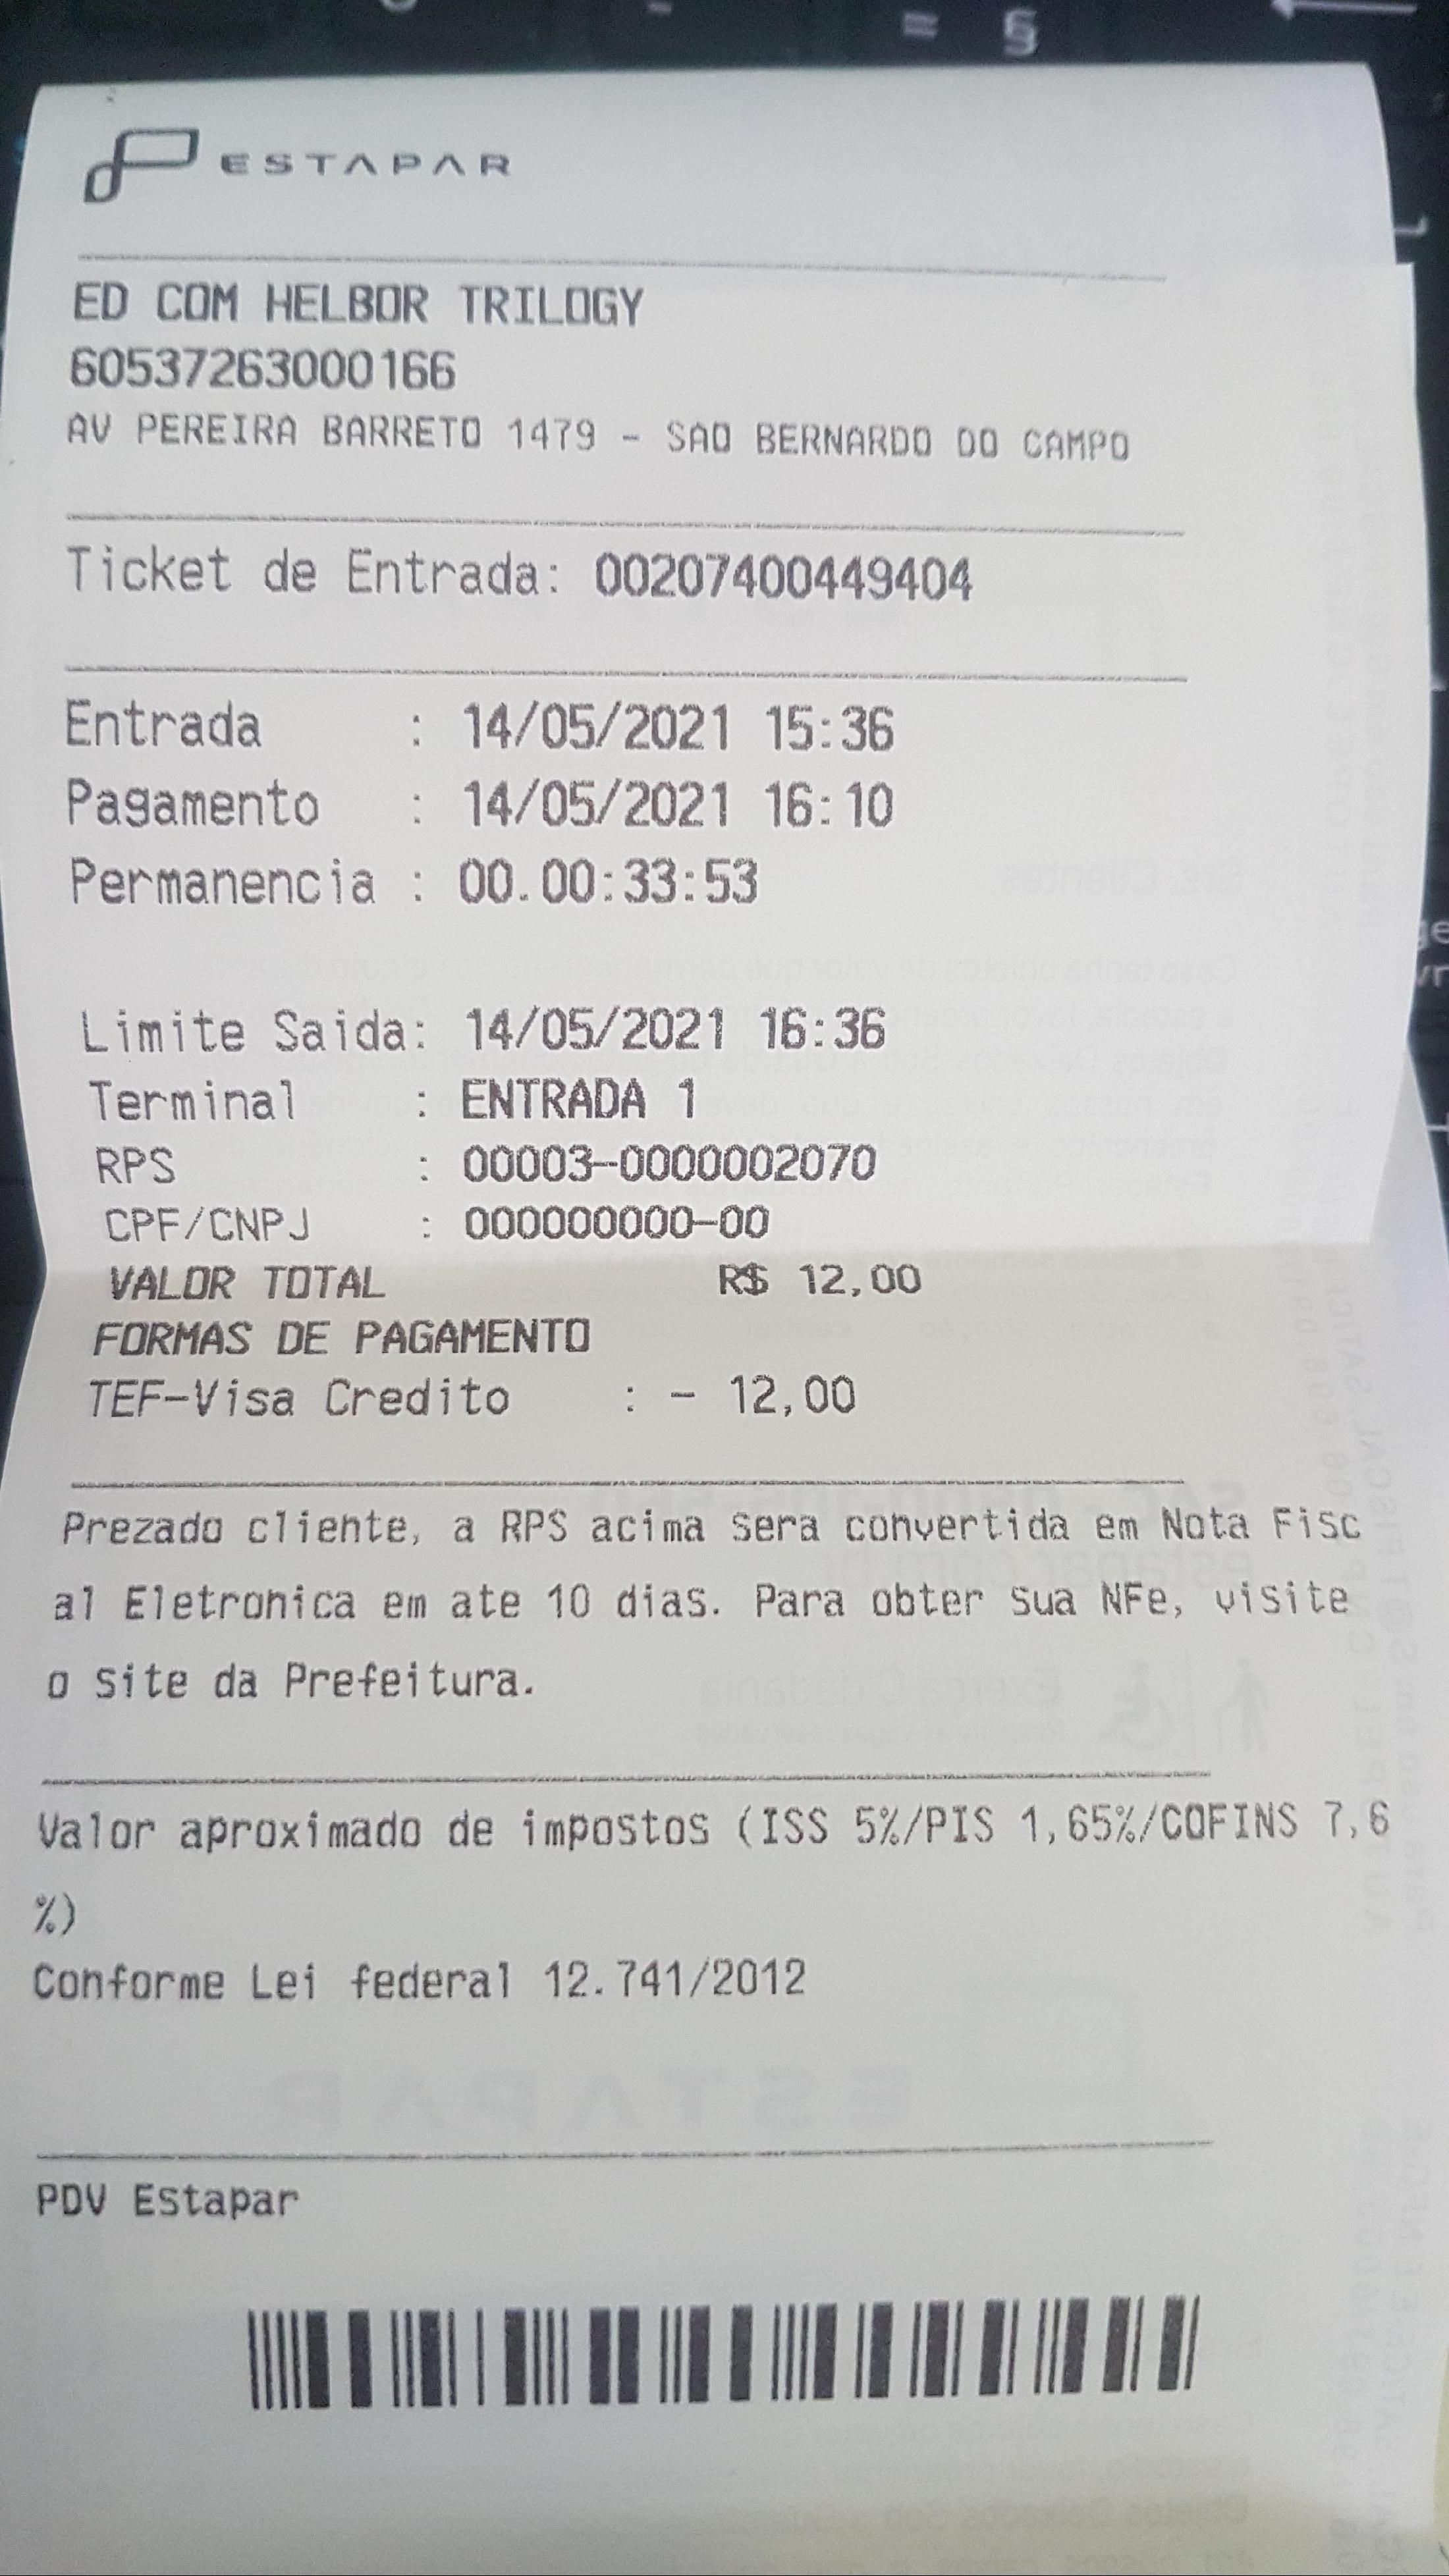 = §
ESTAPAR
ED COM HELBOR TRILOGY
60537263000166
AV PEREIRA BARRETO 1479 - SAO BERNARDO DO CAMPO
Ticket de Entrada: 00207400449404
Entrada : 14/05/2021 15:36
Pagamento : 14/05/2021 16:10
Permanencia : 00.00:33:53
Limite Saida: 14/05/2021 16:36
Terminal : ENTRADA 1
RPS : 00003-0000002070
CPF/CNPJ : 000000000-00
VALOR TOTAL R$ 12,00
FORMAS DE PAGAMENTO
TEF-Visa Credito : - 12,00
Prezado cliente, a RPS acima sera convertida em Nota Fisc
al Eletronica em ate 10 dias. Para obter sua NFe, visite
o site da Prefeitura.
Valor aproximado de impostos (ISS 5%/PIS 1,65%/COFINS 7,6
%)
Conforme Lei federal 12.741/2012
PDV Estapar